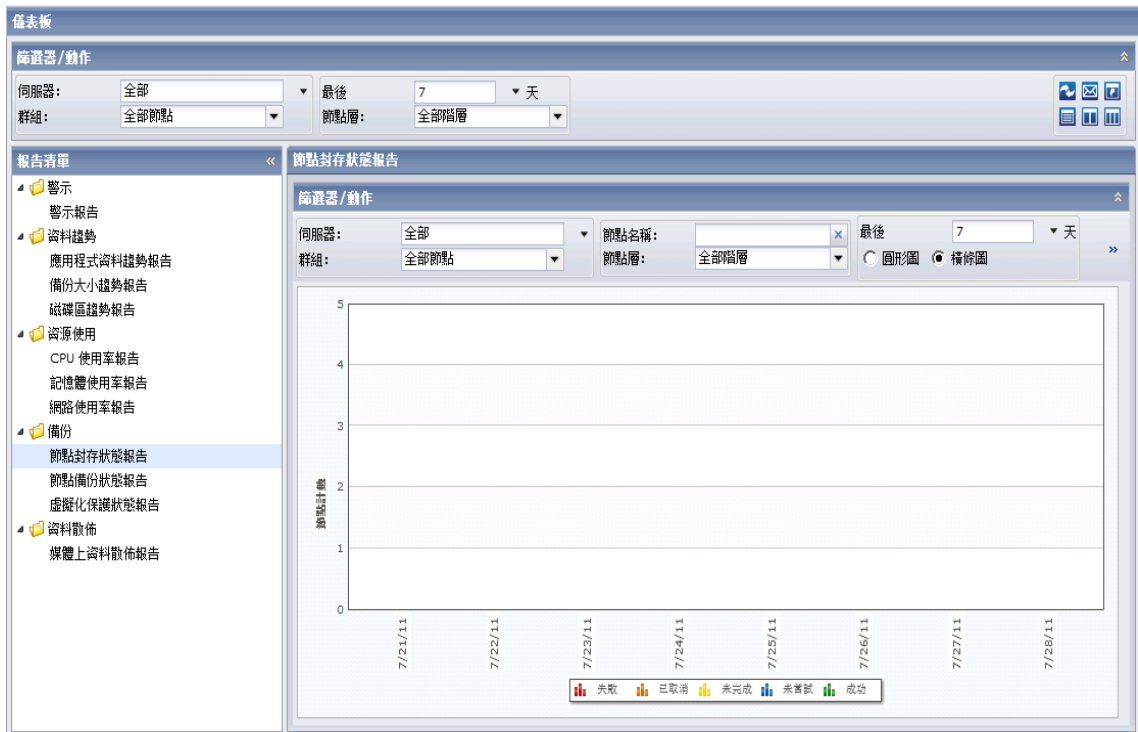 儀表板
篩選器/動作
伺服器: 全部 最後 7 天
群組: 全部節點 節點層: 全部階層
報告清單
警示
警示報告
資料趨勢
應用程式資料趨勢報告
備份大小趨勢報告
磁碟區趨勢報告
資源使用
CPU 使用率報告
記憶體使用率報告
網路使用率報告
備份
節點封存狀態報告
節點備份狀態報告
虛擬化保護狀態報告
資料散佈
媒體上資料散佈報告
節點封存狀態報告
篩選器/動作
伺服器: 全部 節點名稱: 最後 7 天
群組: 全部節點 節點層: 全部階層 圓形圖 橫條圖
節點計數
5
4
3
2
1
0
7/21/11 7/22/11 7/23/11 7/24/11 7/25/11 7/26/11 7/27/11 7/28/11
失敗 已取消 未完成 未嘗試 成功